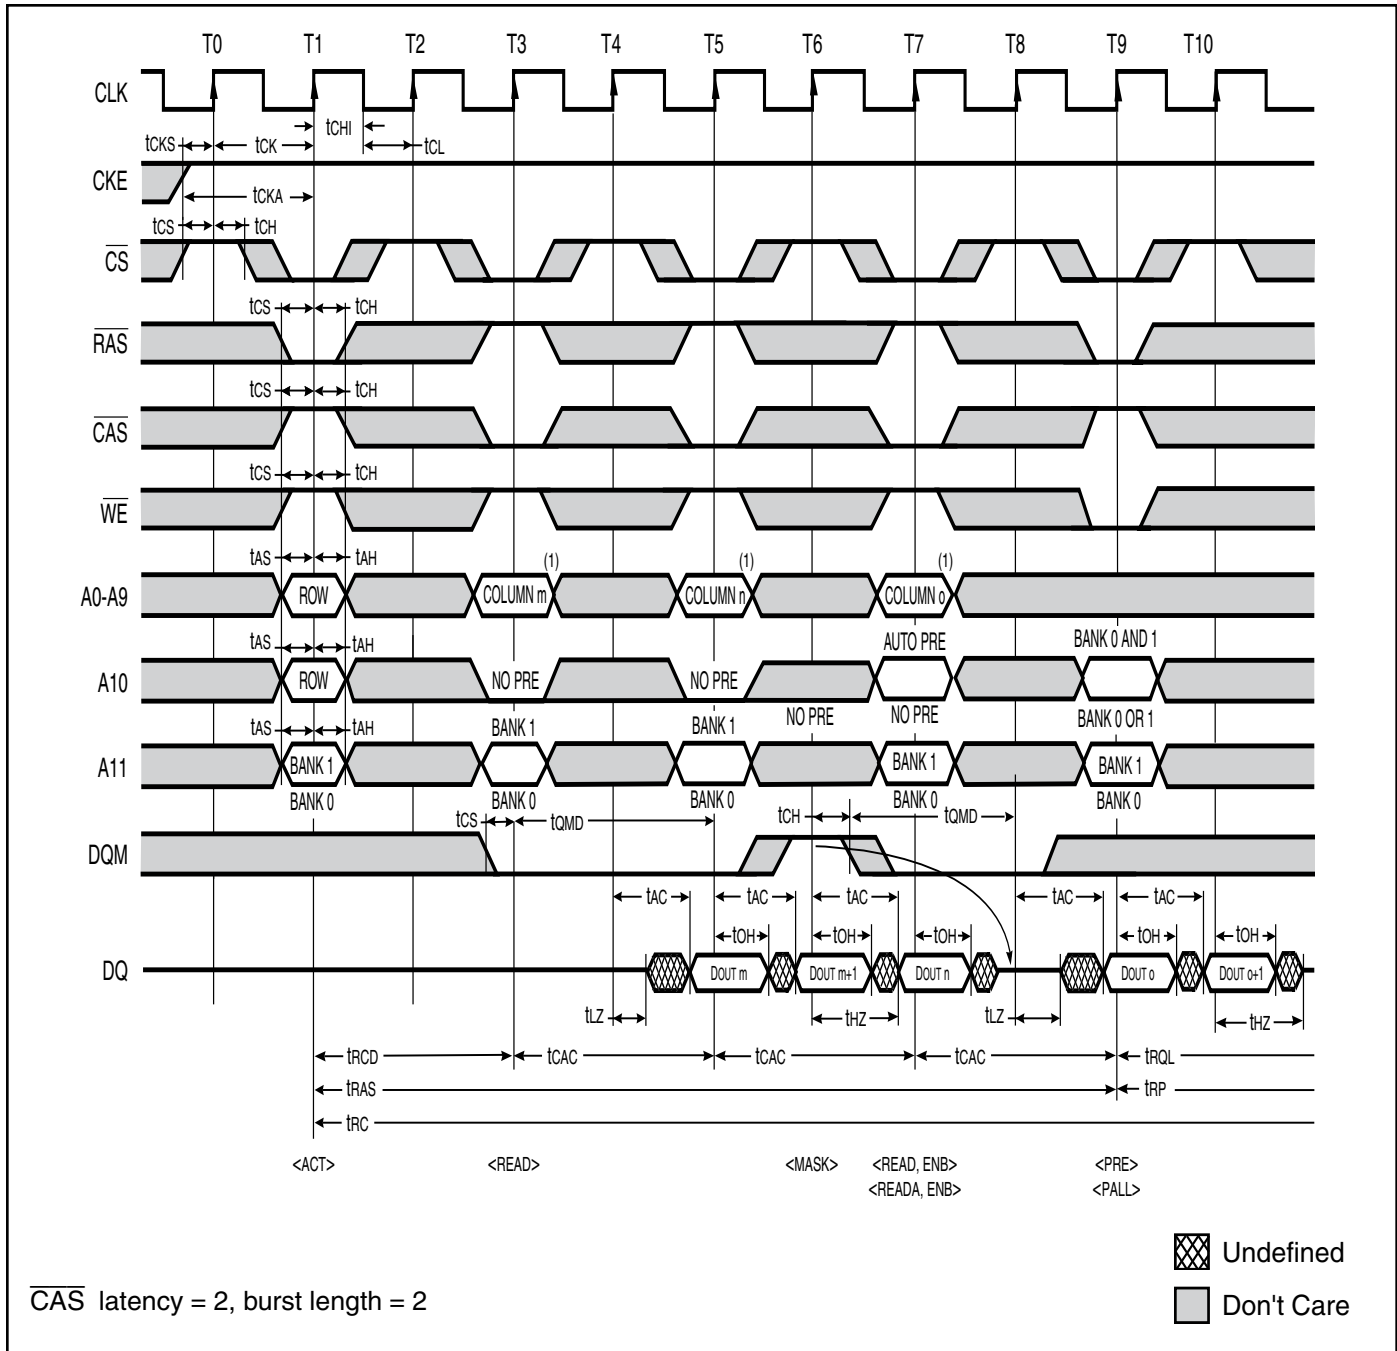 T0 T1 T2 T3 T4 T5 T6 T7 T8 T9 T10
CLK
tCHI
tCKS tCK tCL
CKE
tCKA
tCS tCH
CS
tCS tCH
RAS
tCS tCH
CAS
tCS tCH
WE
tAS tAH (1) (1) (1)
A0-A9 ROW COLUMN m COLUMN n COLUMN o
tAS tAH AUTO PRE BANK 0 AND 1
A10 ROW NO PRE NO PRE
tAS tAH BANK 1 BANK 1 NO PRE NO PRE BANK 0 OR 1
A11 BANK 1 BANK 1 BANK 1
BANK 0 BANK 0 BANK 0 BANK 0 BANK 0
tCS tQMD tCH tQMD
DQM
tAC tAC tAC tAC tAC
tOH tOH tOH tOH tOH
DQ DOUT m DOUT m+1 DOUT n DOUT o DOUT o+1
tLZ tHZ tLZ tHZ
tRCD tCAC tCAC tCAC tRQL
tRAS tRP
tRC
<ACT> <READ> <MASK> <READ, ENB> <PRE>
<READA, ENB> <PALL>
Undefined
CAS latency = 2, burst length = 2
Don't Care